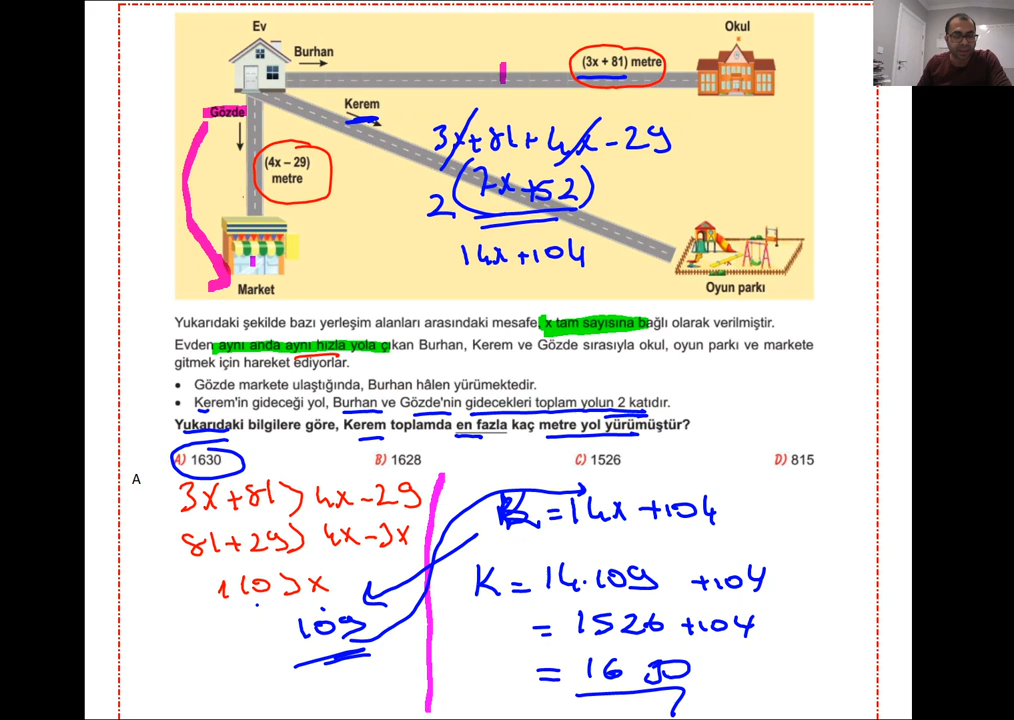 Ev
Okul
Burhan
(3x + 81) metre
Kerem
Gözde
(4x – 29)
metre
3x+81+4x-29
2(7x+52)
14x+104
Market
Oyun parkı
Yukarıdaki şekilde bazı yerleşim alanları arasındaki mesafe, x tam sayısına bağlı olarak verilmiştir.
Evden aynı anda aynı hızla yola çıkan Burhan, Kerem ve Gözde sırasıyla okul, oyun parkı ve markete
gitmek için hareket ediyorlar.
• Gözde markete ulaştığında, Burhan hâlen yürümektedir.
• Kerem'in gideceği yol, Burhan ve Gözde'nin gidecekleri toplam yolun 2 katıdır.
Yukarıdaki bilgilere göre, Kerem toplamda en fazla kaç metre yol yürümüştür?
A) 1630 B) 1628 C) 1526 D) 815
A
3x+81>4x-29
81+29>4x-3x
110>x
109
K=14x+104
K=14.109+104
=1526+104
=1630